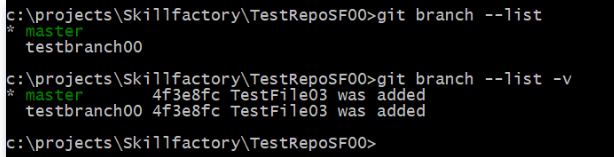 c:\projects\Skillfactory\TestRepoSF00>git branch --list
* master
  testbranch00
c:\projects\Skillfactory\TestRepoSF00>git branch --list -v
* master       4f3e8fc TestFile03 was added
  testbranch00 4f3e8fc TestFile03 was added
c:\projects\Skillfactory\TestRepoSF00>